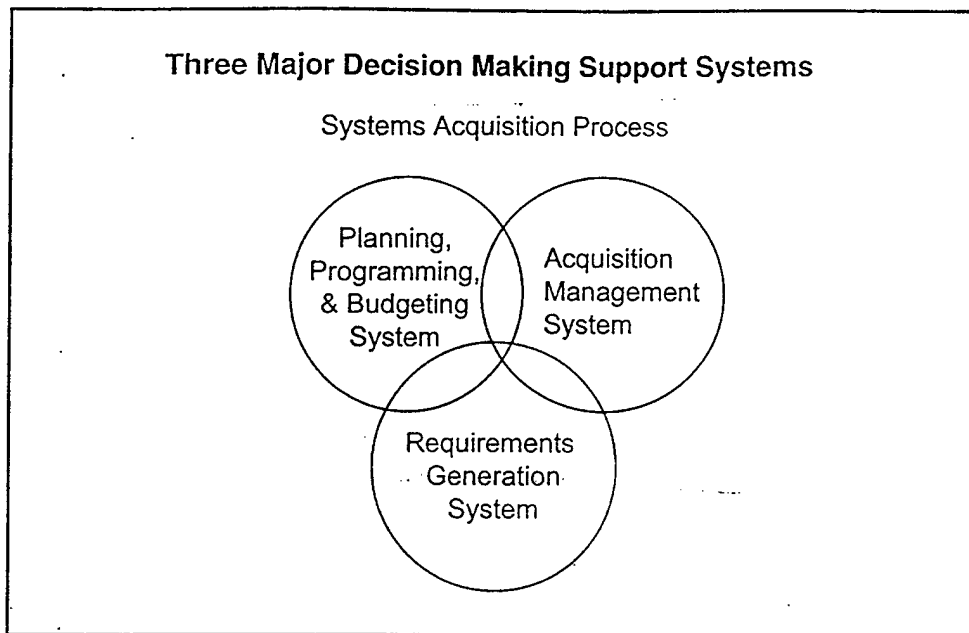 Three Major Decision Making Support Systems
Systems Acquisition Process
Planning,
Programming,
& Budgeting
System
Acquisition
Management
System
Requirements
Generation
System